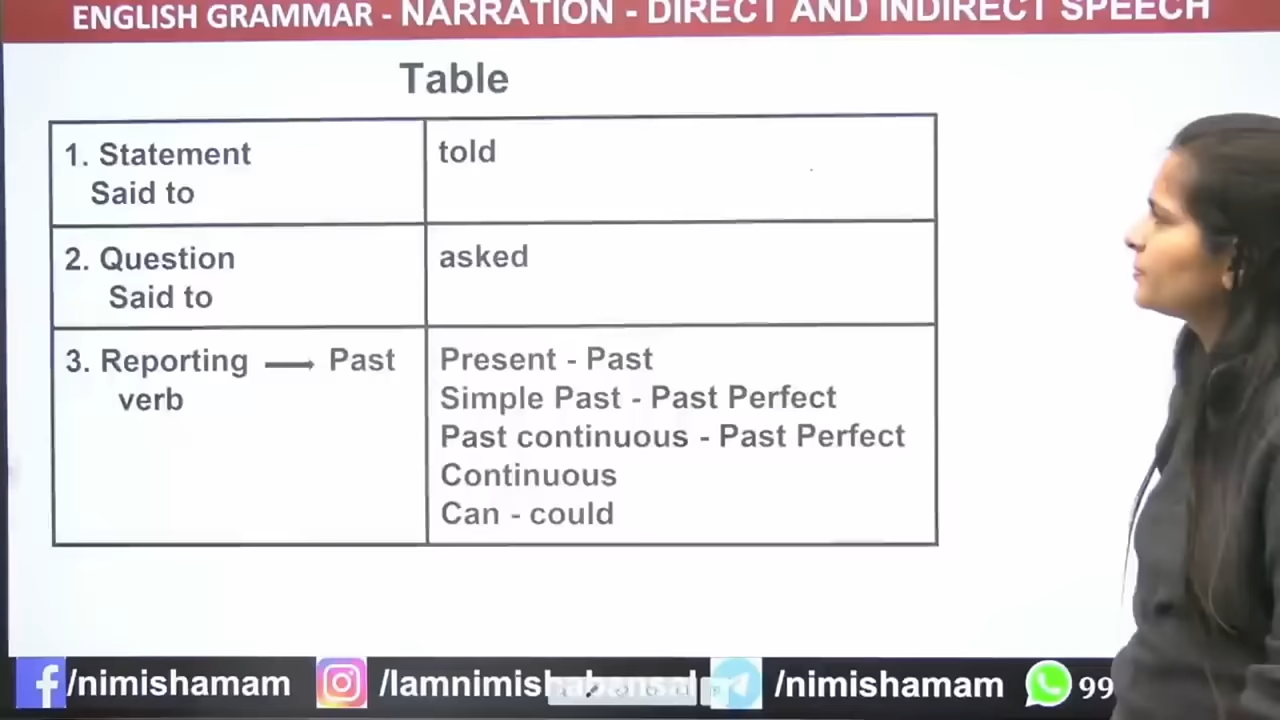 ENGLISH GRAMMAR - NARRATION - DIRECT AND INDIRECT SPEECH
Table
1. Statement
Said to
told
2. Question
Said to
asked
3. Reporting → Past
verb
Present - Past
Simple Past - Past Perfect
Past continuous - Past Perfect
Continuous
Can - could
/nimishamam
/Iamnimishabansal
/nimishamam
99